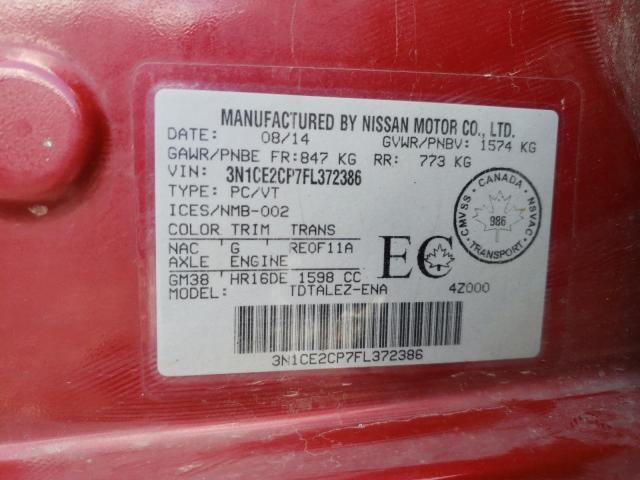 MANUFACTURED BY NISSAN MOTOR CO., LTD.
DATE: 08/14 GVWR/PNBV: 1574 KG
GAWR/PNBE FR: 847 KG RR: 773 KG
VIN: 3N1CE2CP7FL372386
TYPE: PC/VT
ICES/NMB-002
COLOR TRIM TRANS
NAC G RE0F11A
AXLE ENGINE
GM38 HR16DE 1598 CC
MODEL: TDTALEZ-ENA 4Z000
EC
CANADA
CMVSS
986
NSVAC
TRANSPORT
3N1CE2CP7FL372386